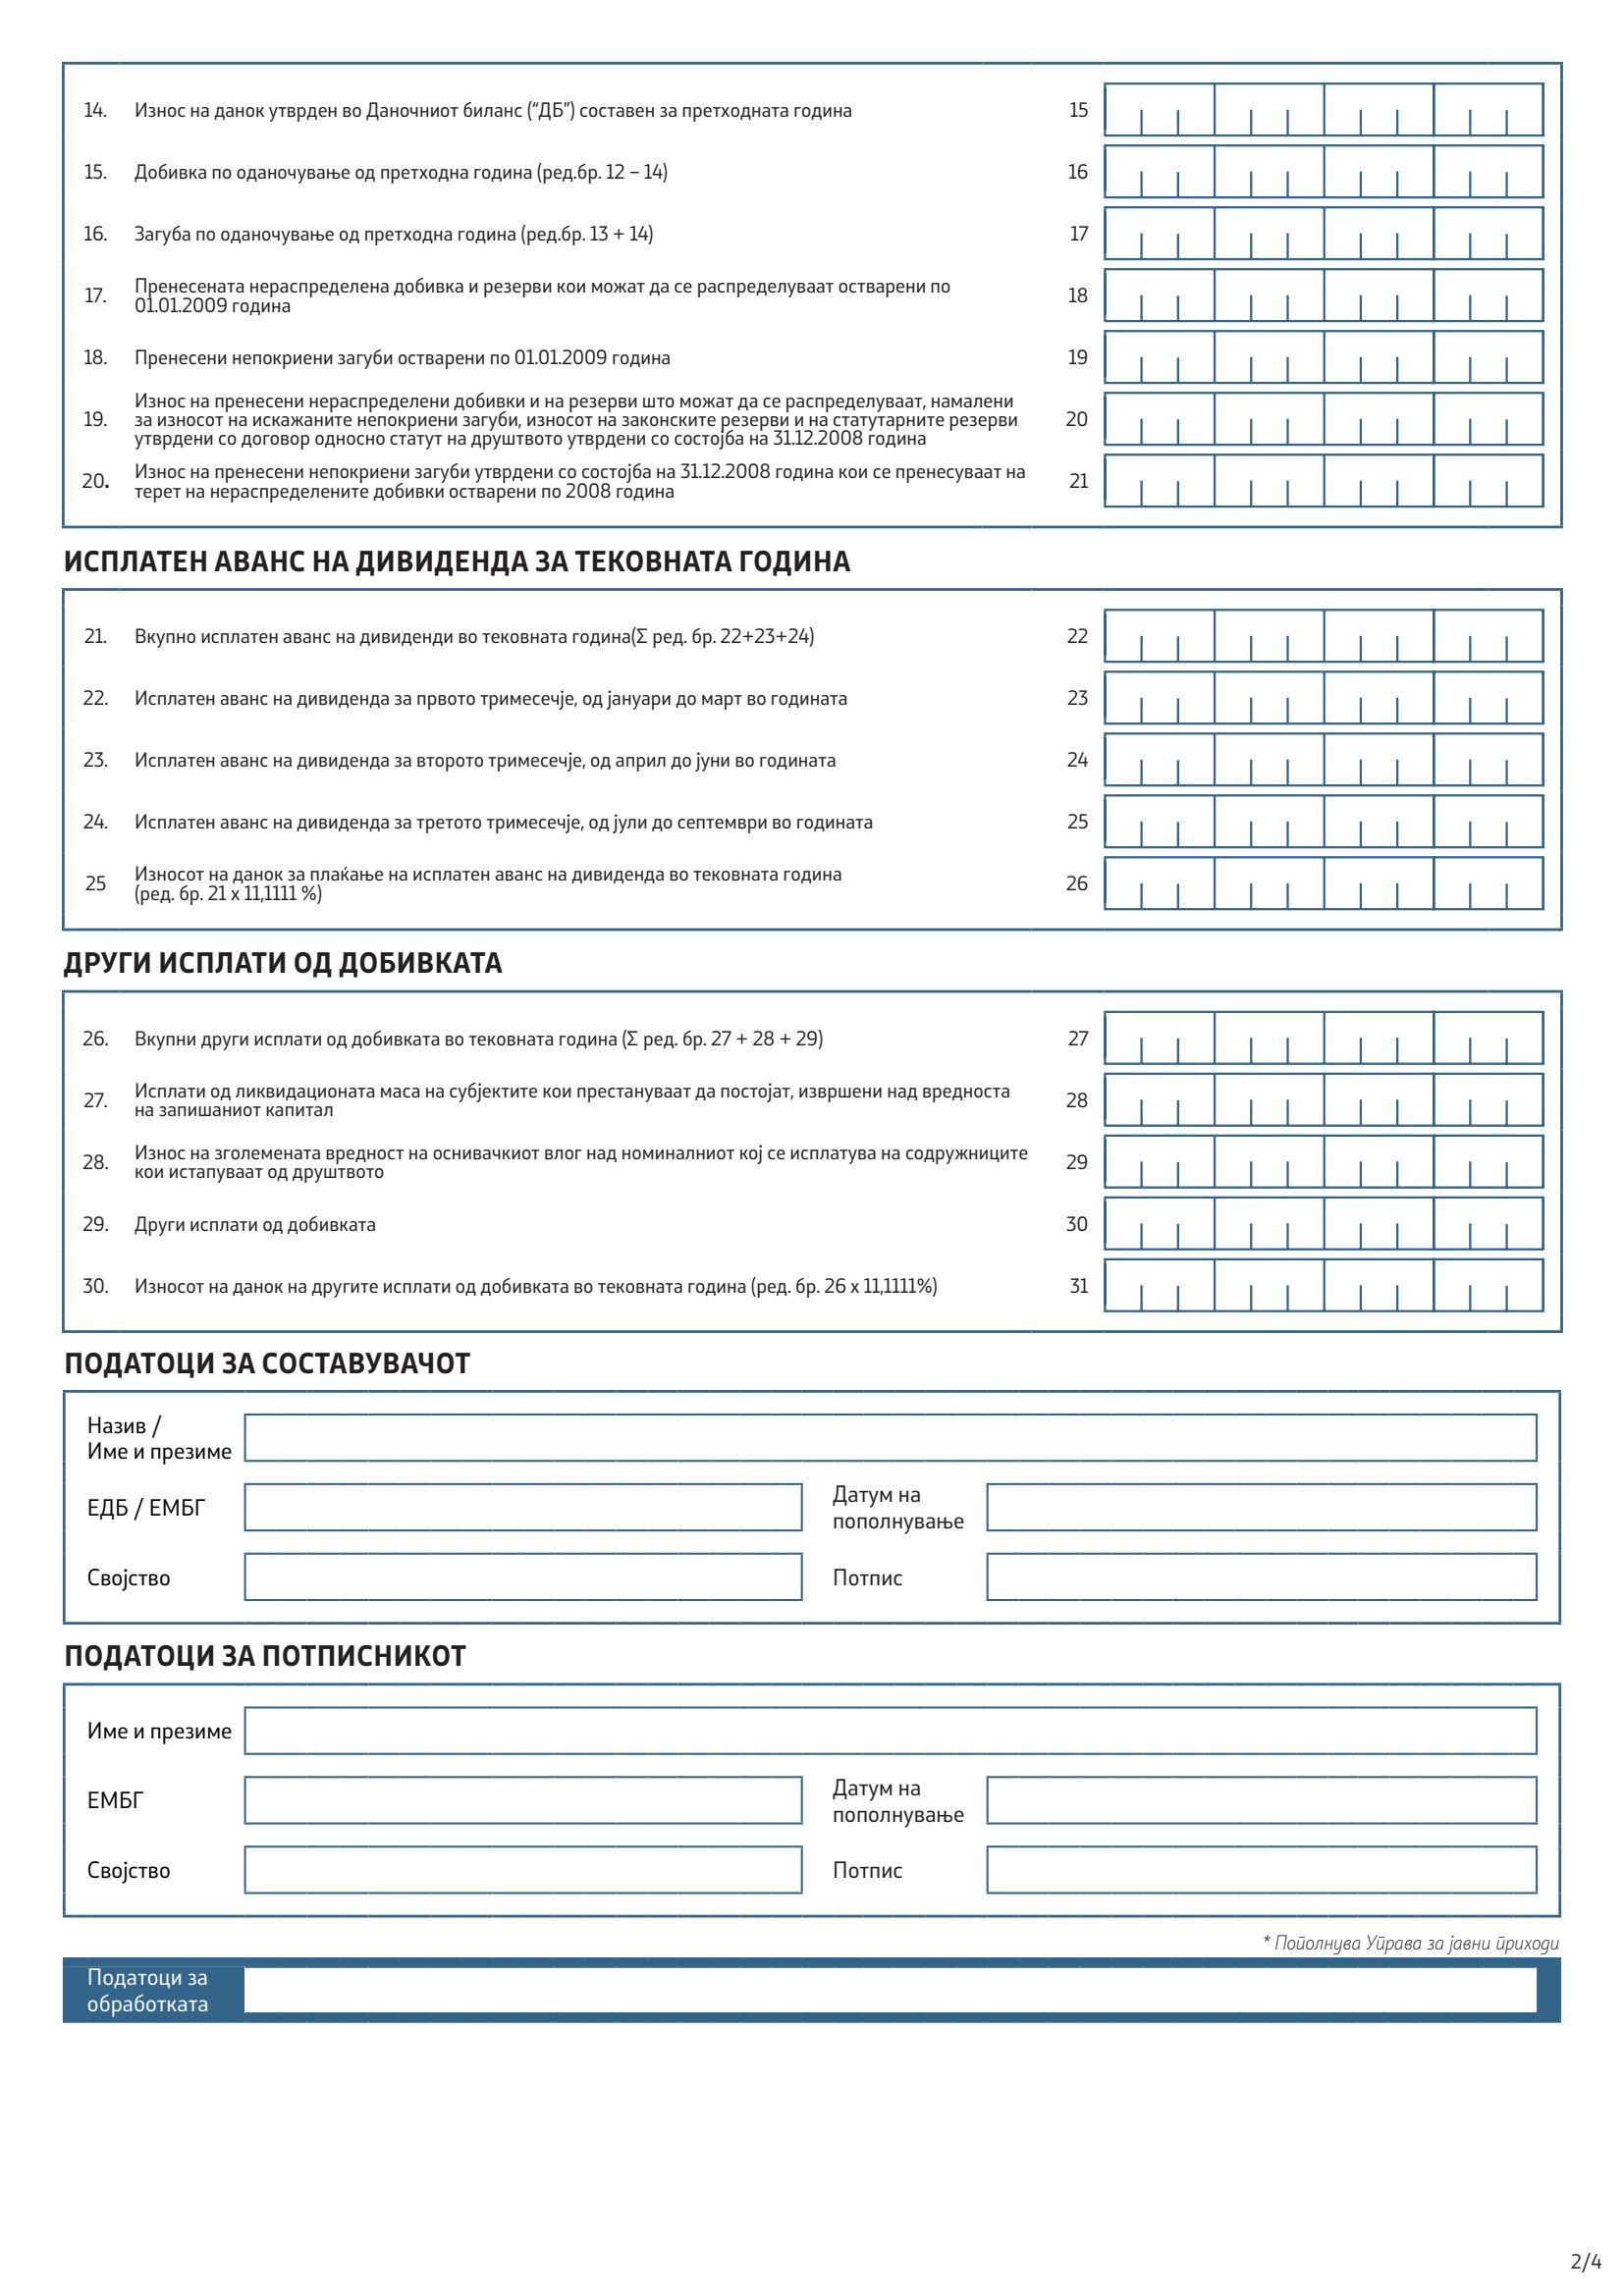 14. Износ на данок утврден во Даночниот биланс (“ДБ”) составен за претходната година 15
15. Добивка по оданочување од претходна година (ред.бр. 12 – 14) 16
16. Загуба по оданочување од претходна година (ред.бр. 13 + 14) 17
17. Пренесената нераспределена добивка и резерви кои можат да се распределуваат остварени по
01.01.2009 година 18
18. Пренесени непокриени загуби остварени по 01.01.2009 година 19
Износ на пренесени нераспределени добивки и на резерви што можат да се распределуваат, намалени
19. за износот на искажаните непокриени загуби, износот на законските резерви и на статутарните резерви 20
утврдени со договор односно статут на друштвото утврдени со состојба на 31.12.2008 година
20. Износ на пренесени непокриени загуби утврдени со состојба на 31.12.2008 година кои се пренесуваат на
терет на нераспределените добивки остварени по 2008 година 21
ИСПЛАТЕН АВАНС НА ДИВИДЕНДА ЗА ТЕКОВНАТА ГОДИНА
21. Вкупно исплатен аванс на дивиденди во тековната година(Σ ред. бр. 22+23+24) 22
22. Исплатен аванс на дивиденда за првото тримесечје, од јануари до март во годината 23
23. Исплатен аванс на дивиденда за второто тримесечје, од април до јуни во годината 24
24. Исплатен аванс на дивиденда за третото тримесечје, од јули до септември во годината 25
25 Износот на данок за плаќање на исплатен аванс на дивиденда во тековната година
(ред. бр. 21 x 11,1111 %) 26
ДРУГИ ИСПЛАТИ ОД ДОБИВКАТА
26. Вкупни други исплати од добивката во тековната година (Σ ред. бр. 27 + 28 + 29) 27
27. Исплати од ликвидационата маса на субјектите кои престануваат да постојат, извршени над вредноста
на запишаниот капитал 28
28. Износ на зголемената вредност на оснивачкиот влог над номиналниот кој се исплатува на содружниците
кои истапуваат од друштвото 29
29. Други исплати од добивката 30
30. Износот на данок на другите исплати од добивката во тековната година (ред. бр. 26 x 11,1111%) 31
ПОДАТОЦИ ЗА СОСТАВУВАЧОТ
Назив /
Име и презиме
ЕДБ / ЕМБГ Датум на
пополнување
Својство Потпис
ПОДАТОЦИ ЗА ПОТПИСНИКОТ
Име и презиме
ЕМБГ Датум на
пополнување
Својство Потпис
* Пополнува Управа за јавни приходи
Податоци за
обработката
2/4